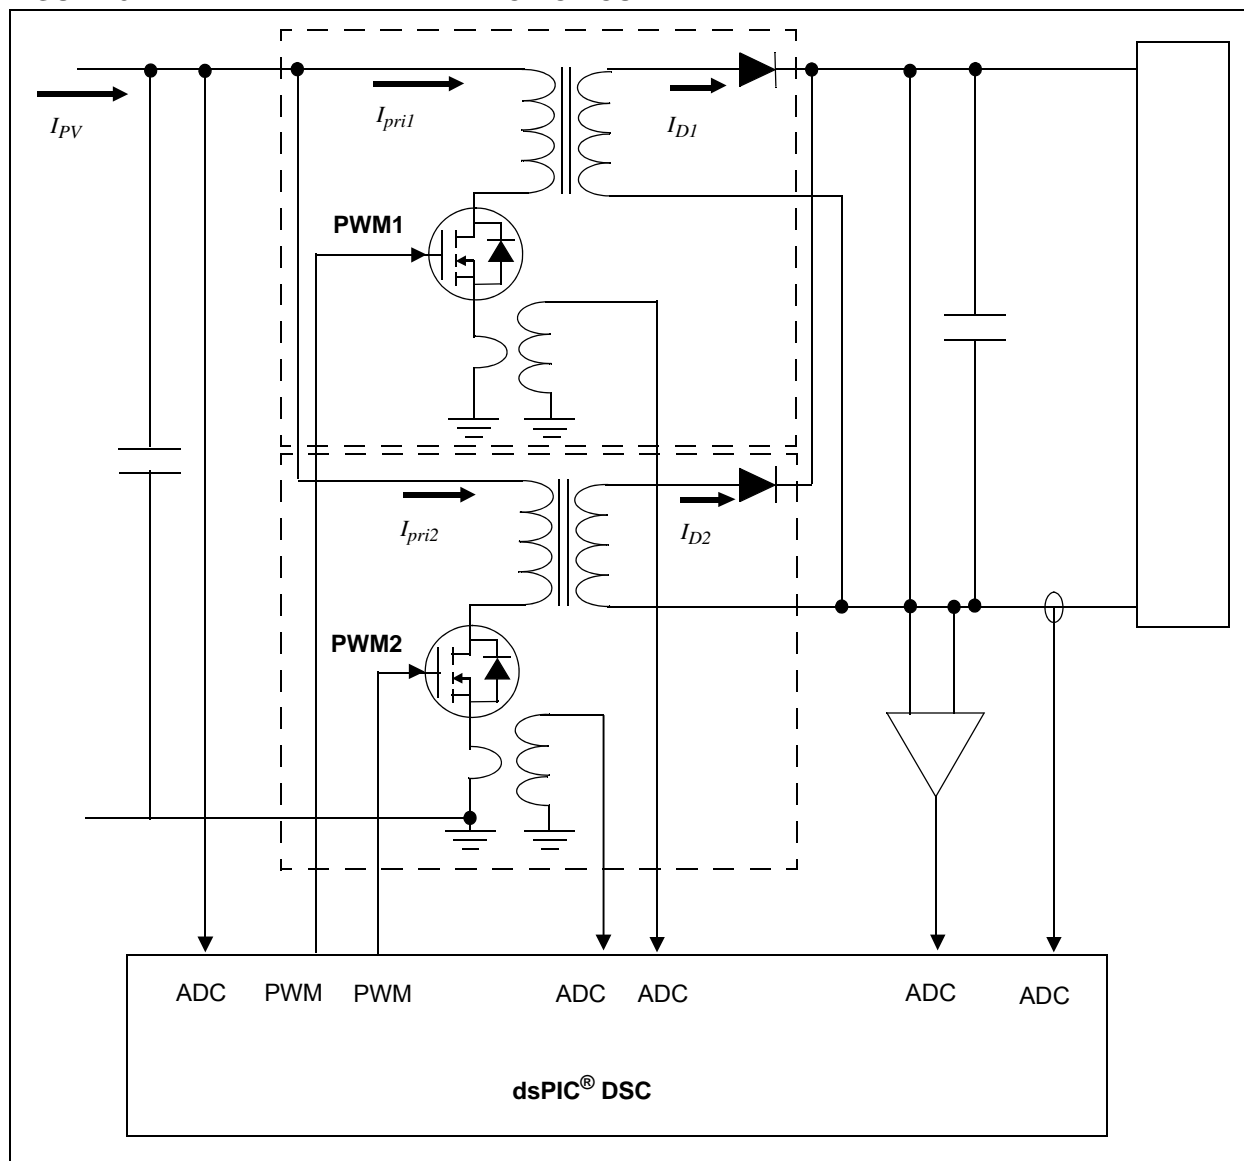 I_PV
I_pri1
I_D1
PWM1
I_pri2
I_D2
PWM2
ADC PWM PWM ADC ADC ADC ADC
dsPIC® DSC